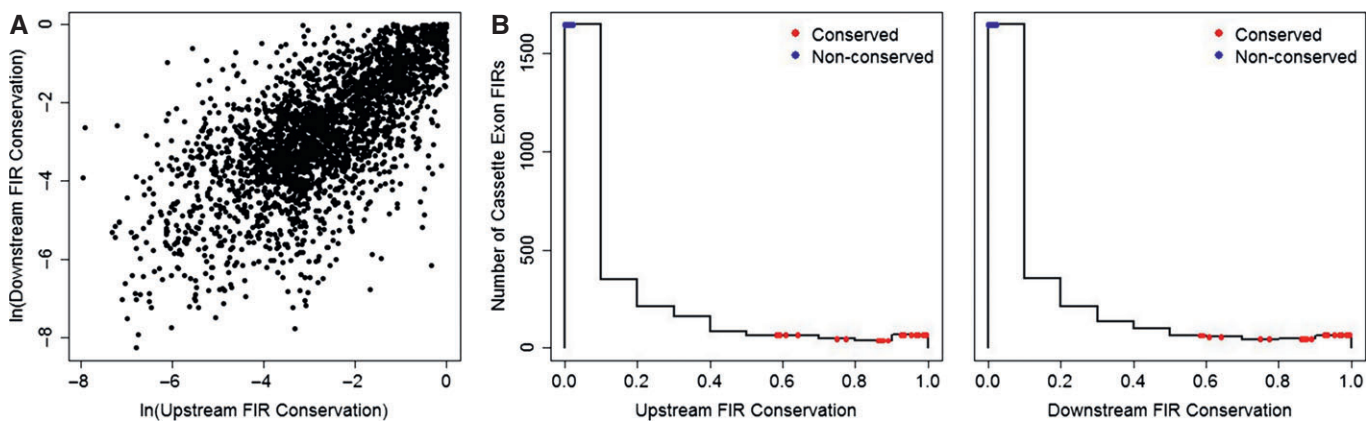 A
ln(Downstream FIR Conservation)
0
−2
−4
−6
−8
−8 −6 −4 −2 0
ln(Upstream FIR Conservation)
B
Number of Cassette Exon FIRs
1500
1000
500
0
Conserved
Non-conserved
0.0 0.2 0.4 0.6 0.8 1.0
Upstream FIR Conservation
Conserved
Non-conserved
0.0 0.2 0.4 0.6 0.8 1.0
Downstream FIR Conservation